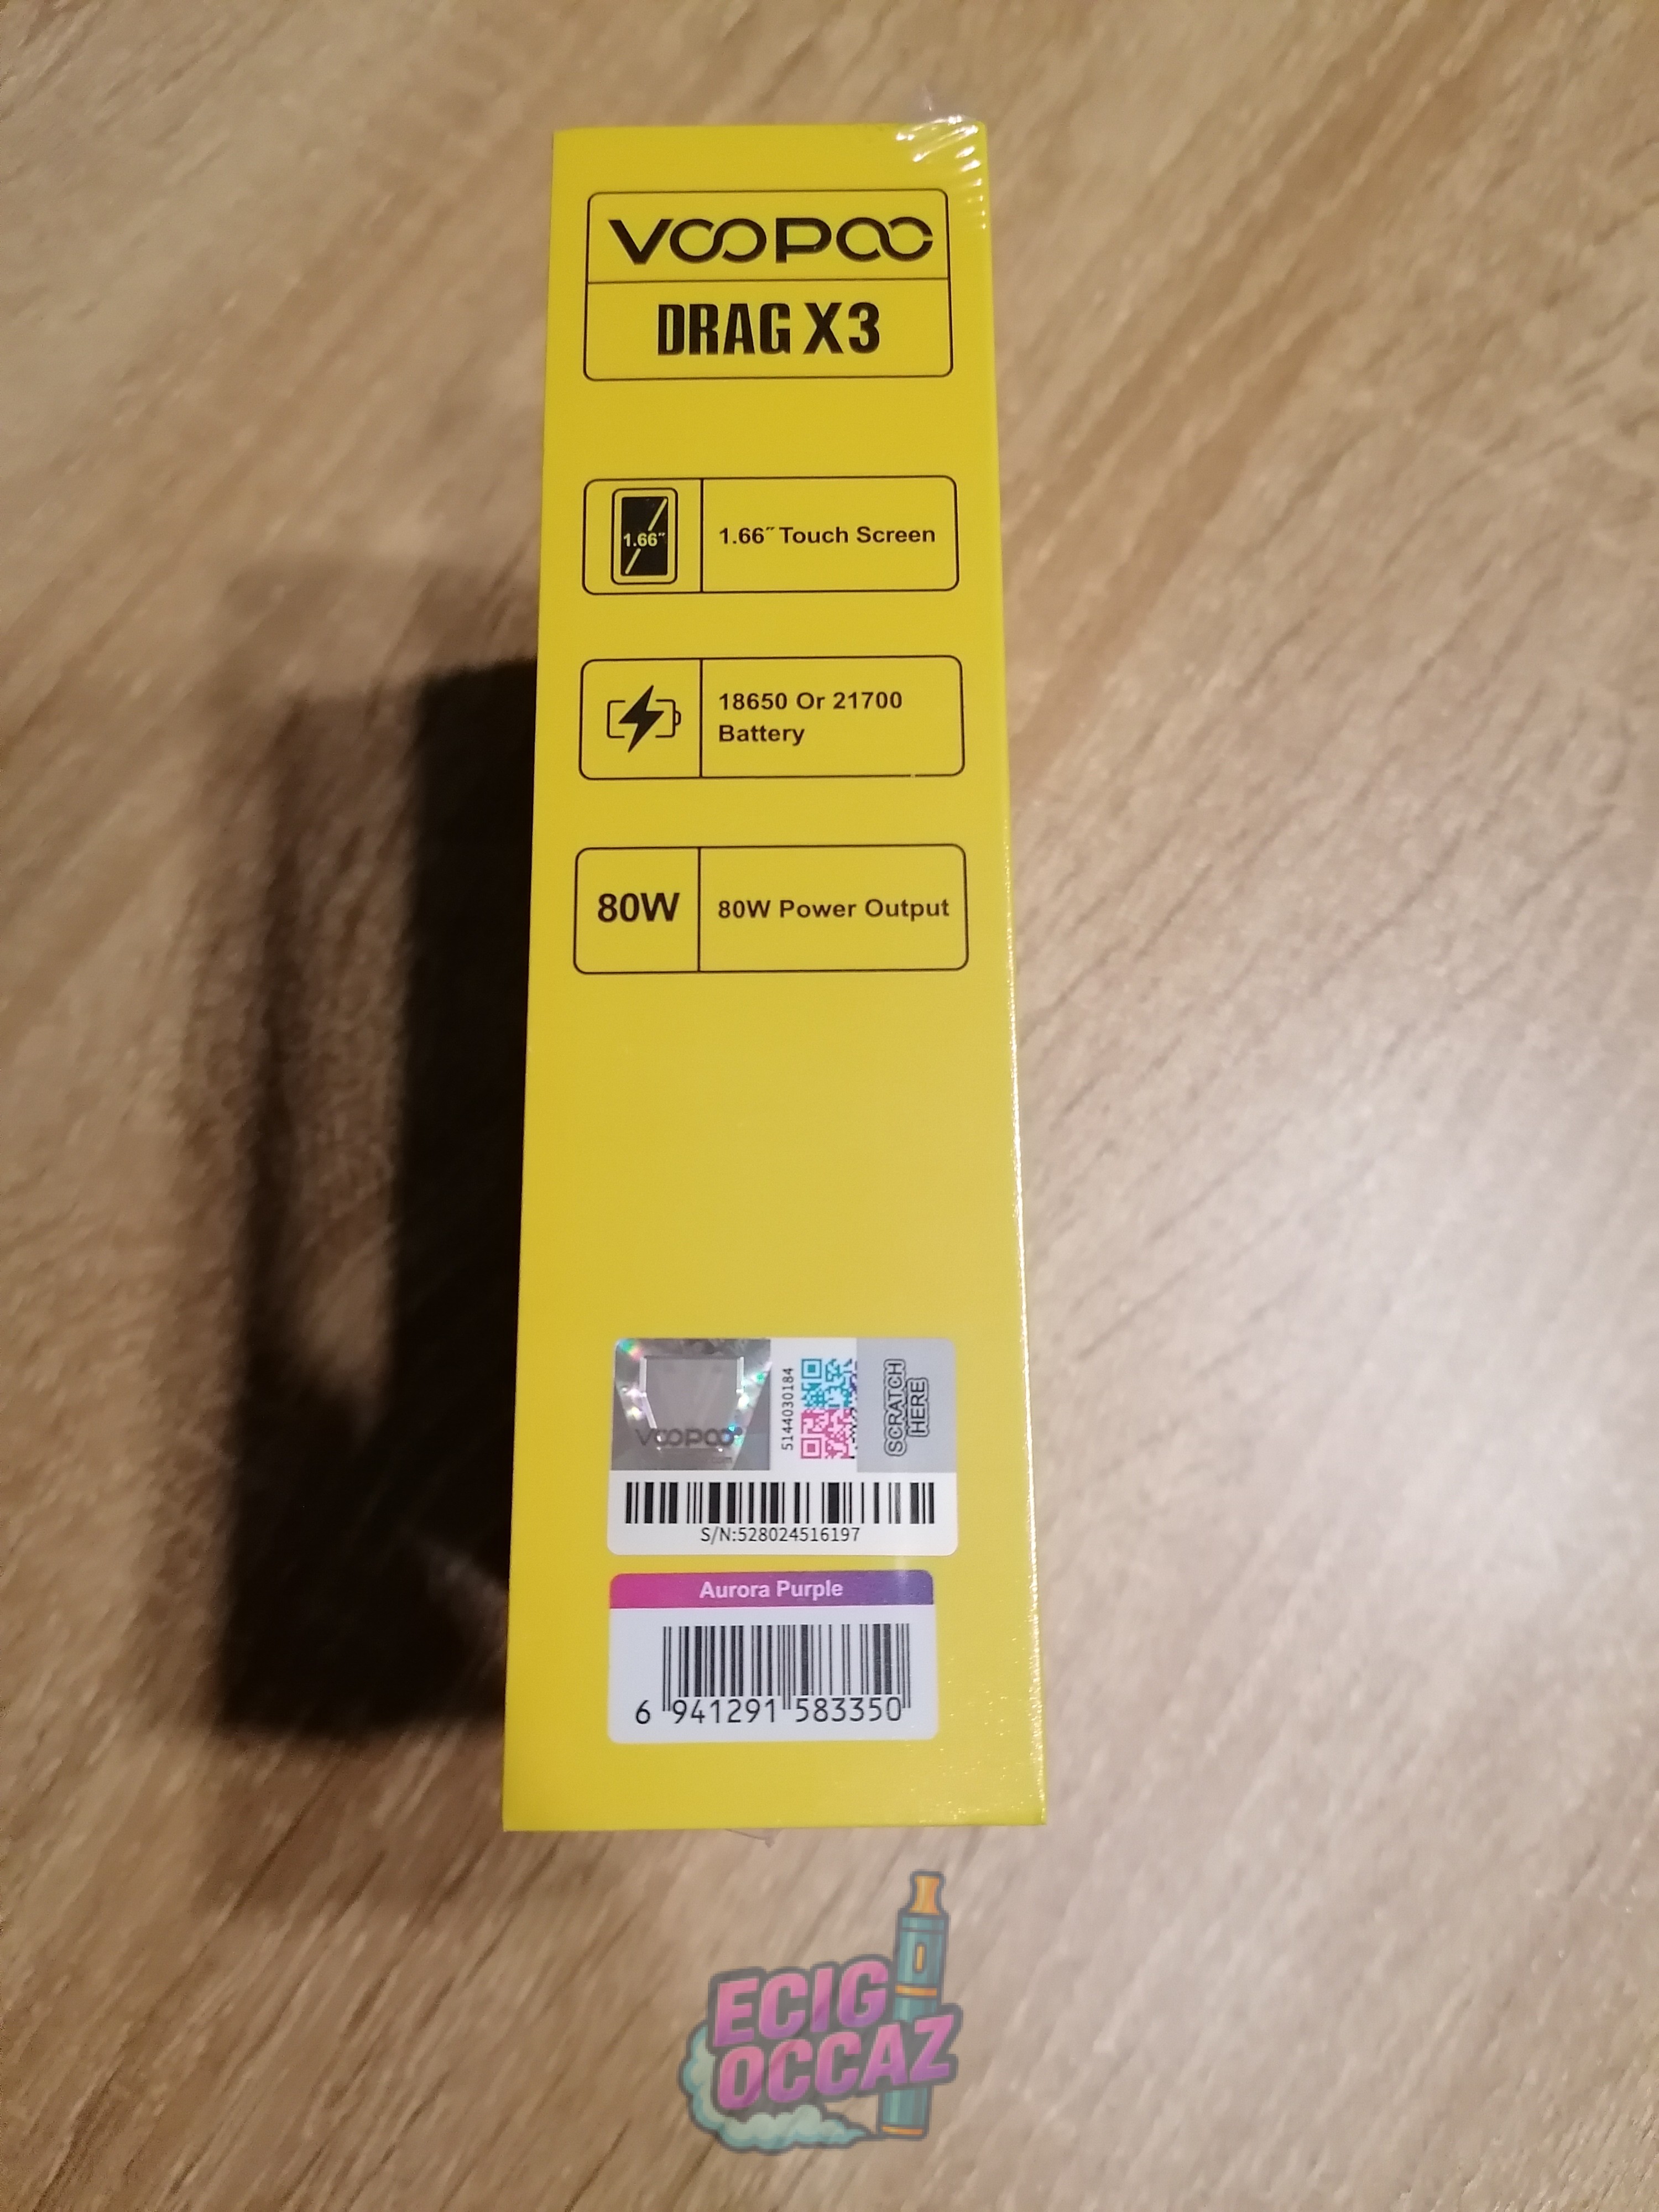 VOOPOO
DRAG X3
1.66″
1.66″ Touch Screen
18650 Or 21700
Battery
80W
80W Power Output
VOOPOO
5144030184
SCRATCH
HERE
S/N:528024516197
Aurora Purple
6 941291 583350
ECIG
OCCAZ